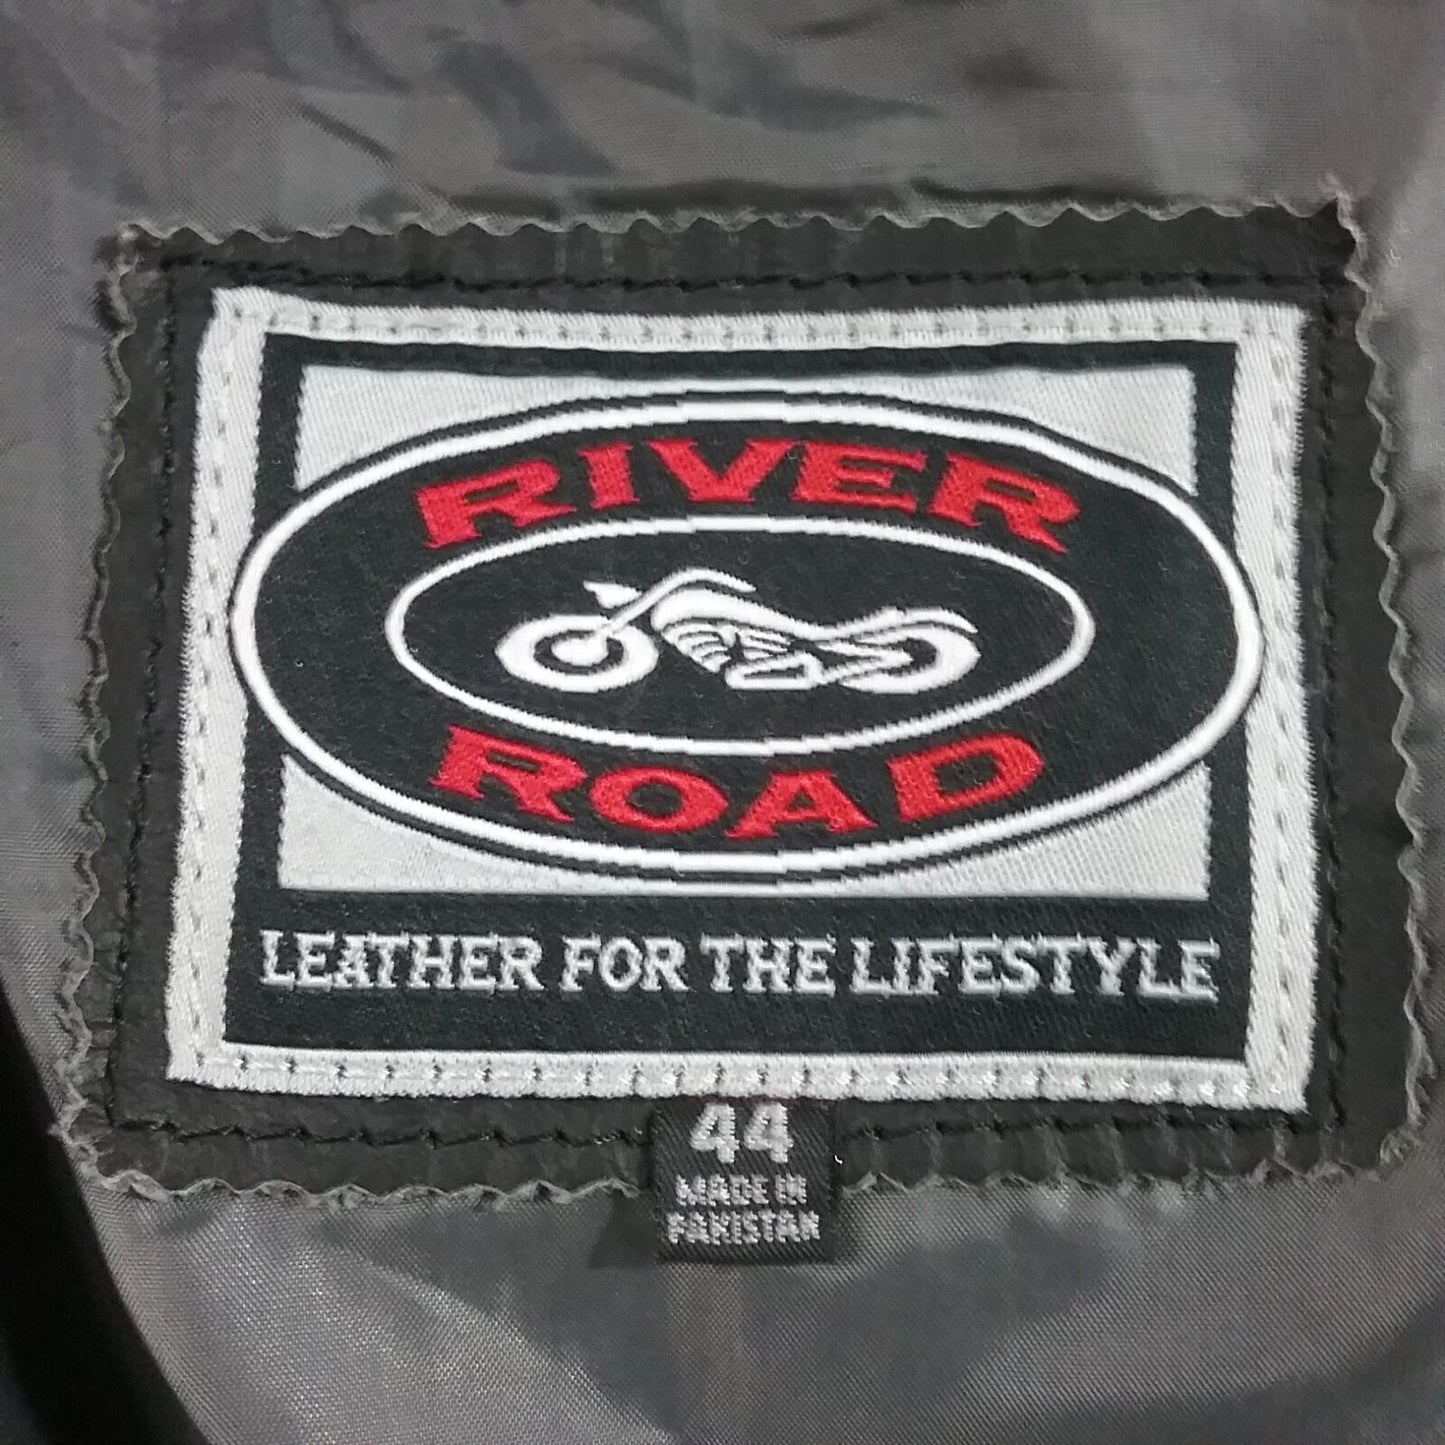 RIVER
ROAD
LEATHER FOR THE LIFESTYLE
44
MADE IN
PAKISTAN